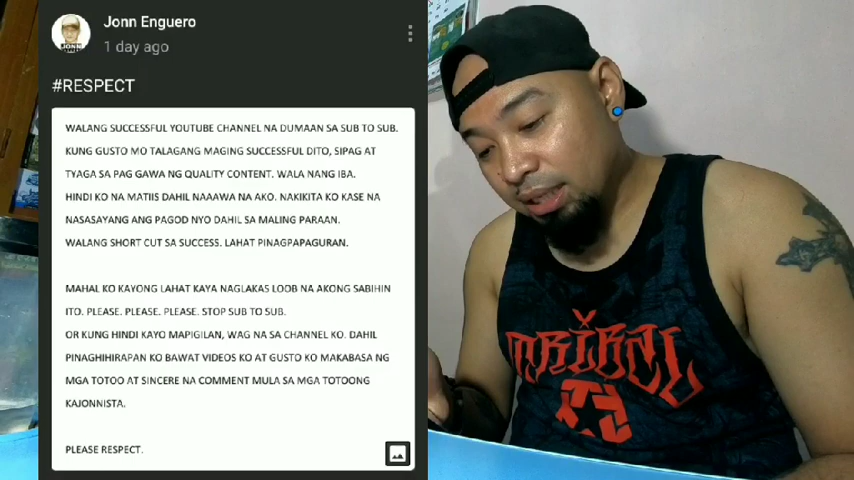 Jonn Enguero
1 day ago
#RESPECT
WALANG SUCCESSFUL YOUTUBE CHANNEL NA DUMAAN SA SUB TO SUB.
KUNG GUSTO MO TALAGANG MAGING SUCCESSFUL DITO, SIPAG AT
TYAGA SA PAG GAWA NG QUALITY CONTENT. WALA NANG IBA.
HINDI KO NA MATIIS DAHIL NAAAWA NA AKO. NAKIKITA KO KASE NA
NASASAYANG ANG PAGOD NYO DAHIL SA MALING PARAAN.
WALANG SHORT CUT SA SUCCESS. LAHAT PINAGPAPAGURAN.
MAHAL KO KAYONG LAHAT KAYA NAGLAKAS LOOB NA AKONG SABIHIN
ITO. PLEASE. PLEASE. PLEASE. STOP SUB TO SUB.
OR KUNG HINDI KAYO MAPIGILAN, WAG NA SA CHANNEL KO. DAHIL
PINAGHIHIRAPAN KO BAWAT VIDEOS KO AT GUSTO KO MAKABASA NG
MGA TOTOO AT SINCERE NA COMMENT MULA SA MGA TOTOONG
KAJONNISTA.
PLEASE RESPECT.
TRIBAL